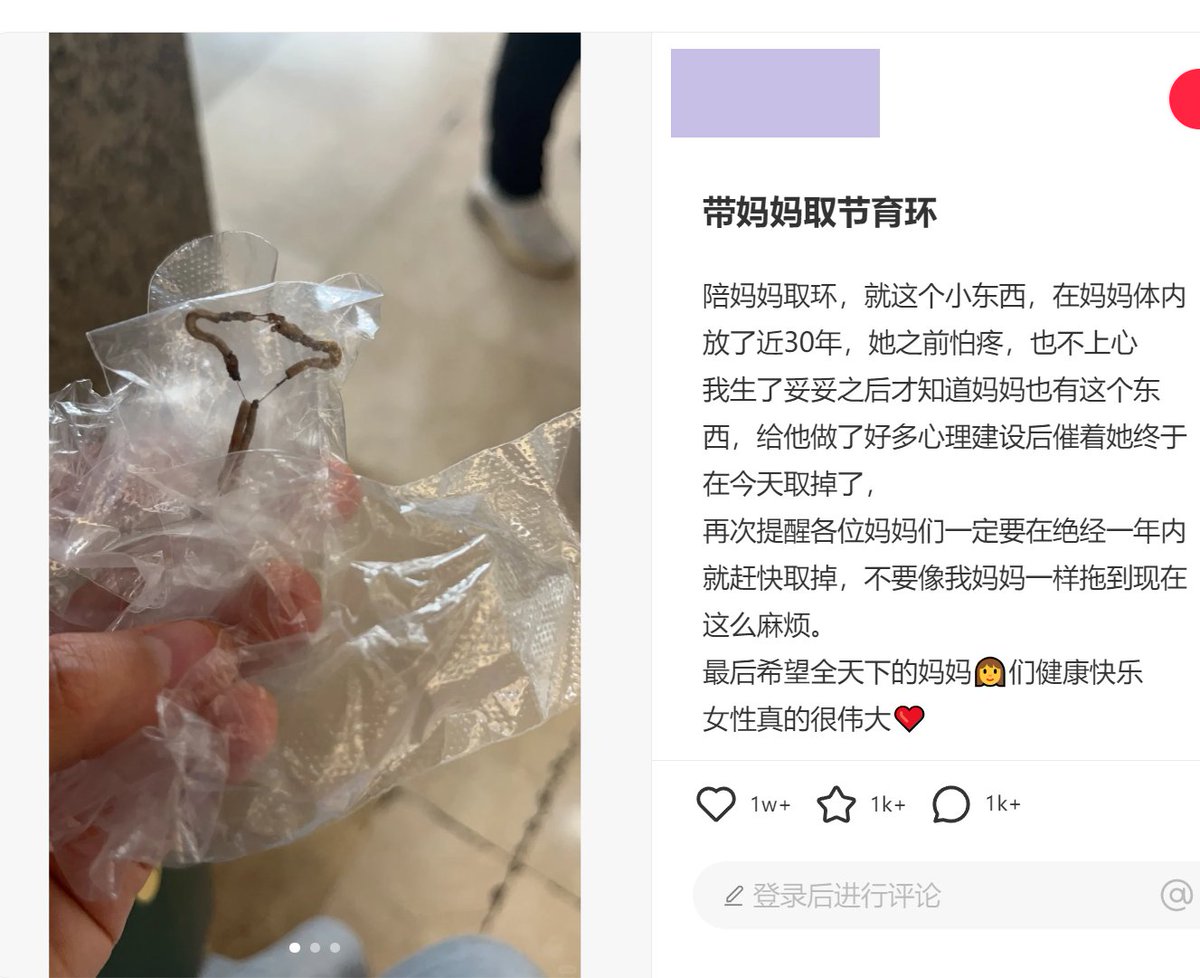 带妈妈取节育环
陪妈妈取环，就这个小东西，在妈妈体内
放了近30年，她之前怕疼，也不上心
我生了妥妥之后才知道妈妈也有这个东
西，给他做了好多心理建设后催着她终于
在今天取掉了，
再次提醒各位妈妈们一定要在绝经一年内
就赶快取掉，不要像我妈妈一样拖到现在
这么麻烦。
最后希望全天下的妈妈👩们健康快乐
女性真的很伟大❤️
1w+ 1k+ 1k+
登录后进行评论 @